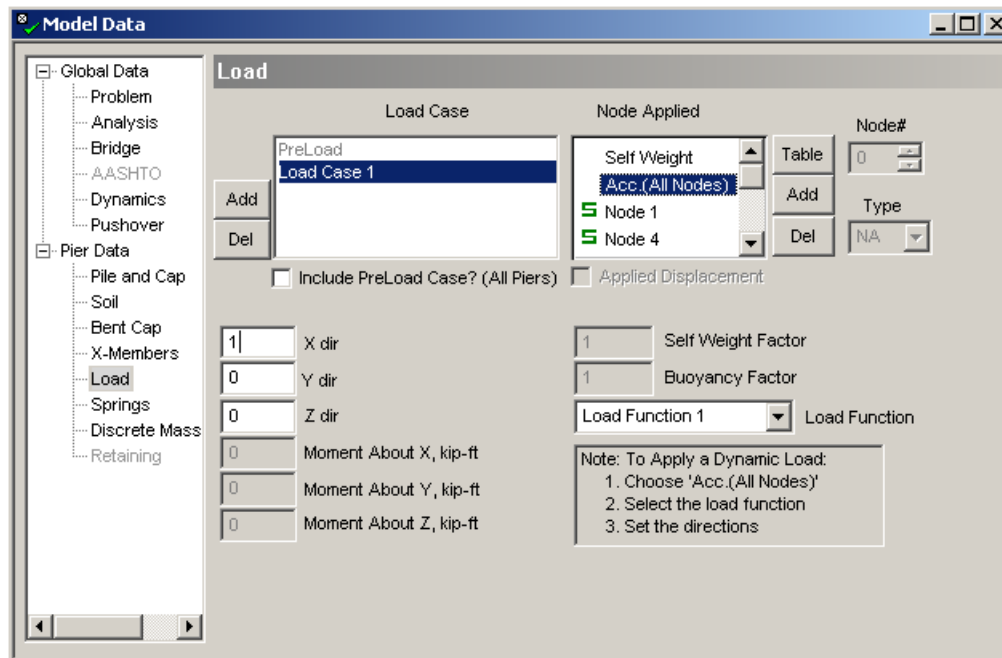 Model Data
Global Data
Problem
Analysis
Bridge
AASHTO
Dynamics
Pushover
Pier Data
Pile and Cap
Soil
Bent Cap
X-Members
Load
Springs
Discrete Mass
Retaining
Load
Load Case
PreLoad
Load Case 1
Add
Del
Include PreLoad Case? (All Piers)
Node Applied
Self Weight
Acc.(All Nodes)
S Node 1
S Node 4
Table
Add
Del
Applied Displacement
Node#
0
Type
NA
1 X dir
0 Y dir
0 Z dir
0 Moment About X, kip-ft
0 Moment About Y, kip-ft
0 Moment About Z, kip-ft
1 Self Weight Factor
1 Buoyancy Factor
Load Function 1 Load Function
Note: To Apply a Dynamic Load:
1. Choose 'Acc.(All Nodes)'
2. Select the load function
3. Set the directions